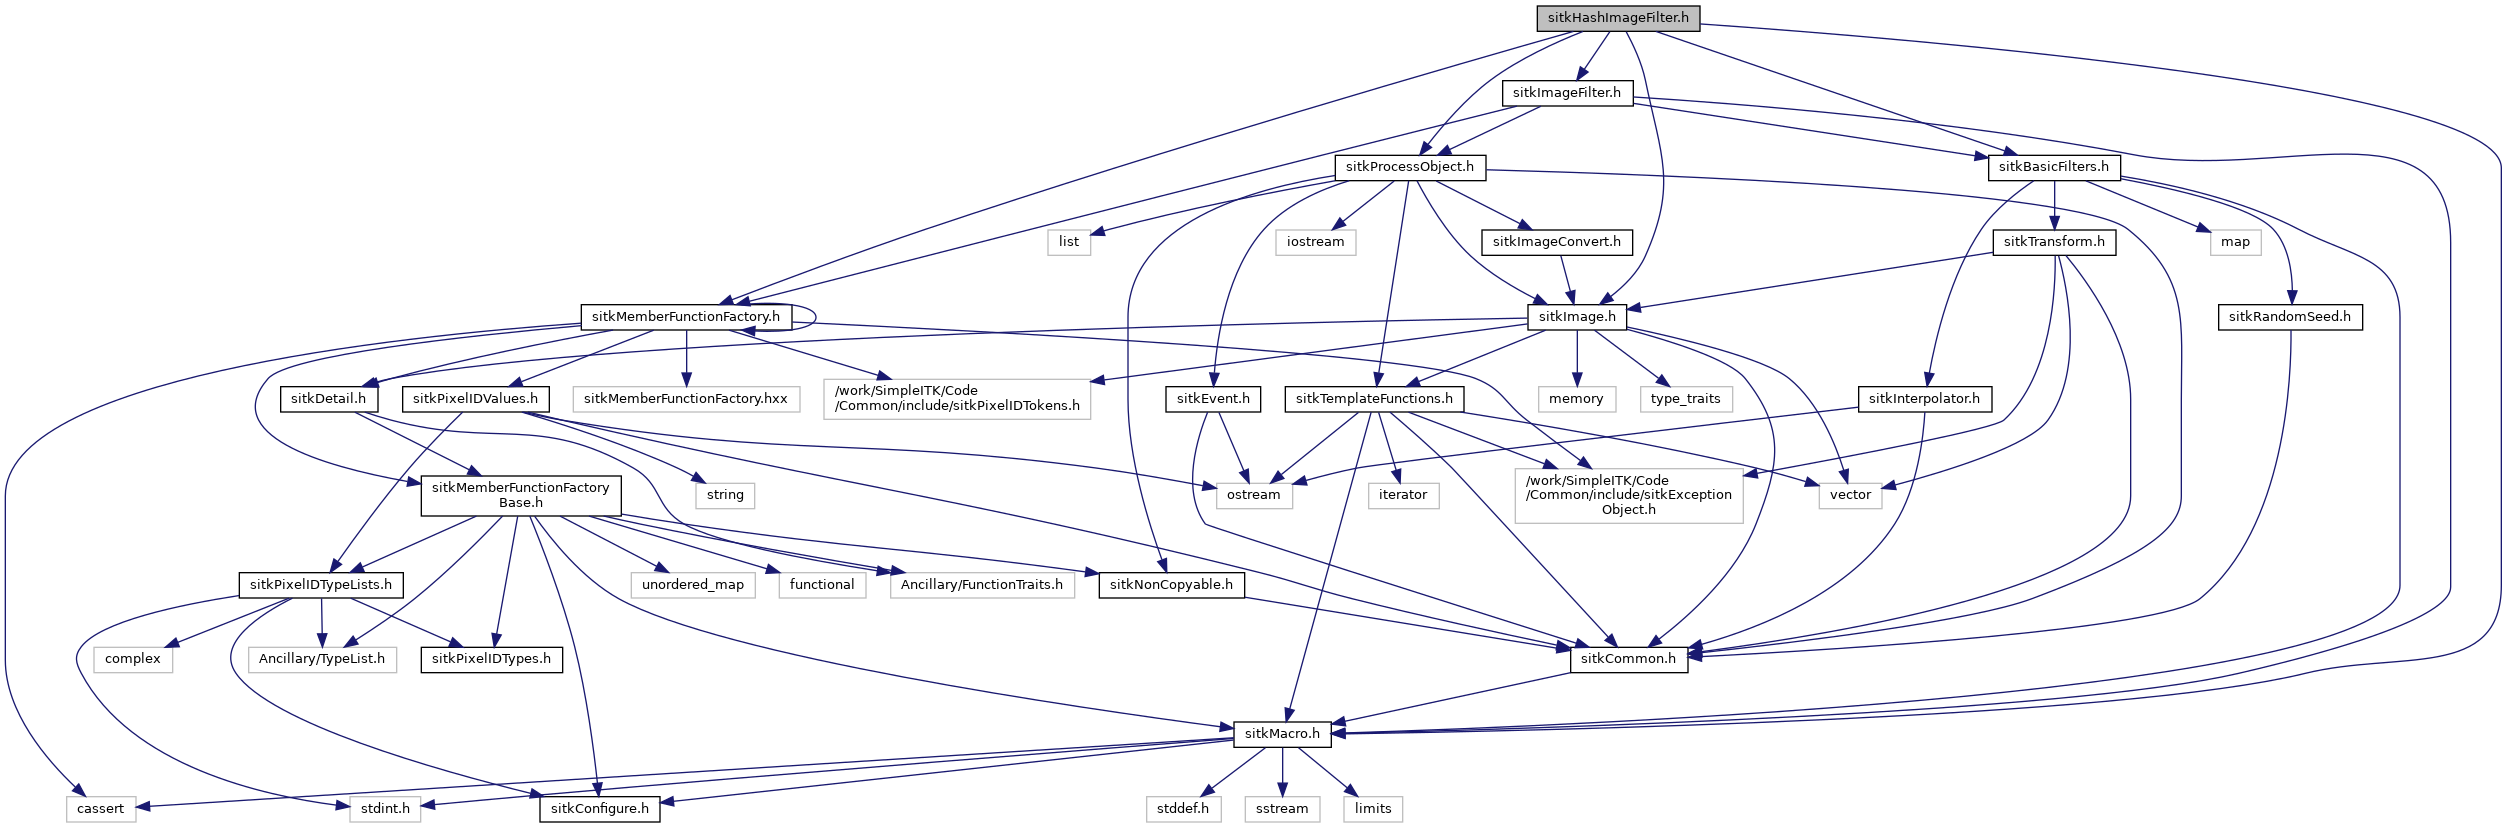 sitkHashImageFilter.h
sitkImageFilter.h
sitkProcessObject.h
sitkBasicFilters.h
list
iostream
sitkImageConvert.h
sitkTransform.h
map
sitkMemberFunctionFactory.h
sitkImage.h
sitkRandomSeed.h
sitkDetail.h
sitkPixelIDValues.h
sitkMemberFunctionFactory.hxx
/work/SimpleITK/Code
/Common/include/sitkPixelIDTokens.h
sitkEvent.h
sitkTemplateFunctions.h
memory
type_traits
sitkInterpolator.h
sitkMemberFunctionFactory
Base.h
string
ostream
iterator
/work/SimpleITK/Code
/Common/include/sitkException
Object.h
vector
sitkPixelIDTypeLists.h
unordered_map
functional
Ancillary/FunctionTraits.h
sitkNonCopyable.h
complex
Ancillary/TypeList.h
sitkPixelIDTypes.h
sitkCommon.h
sitkMacro.h
cassert
stdint.h
sitkConfigure.h
stddef.h
sstream
limits